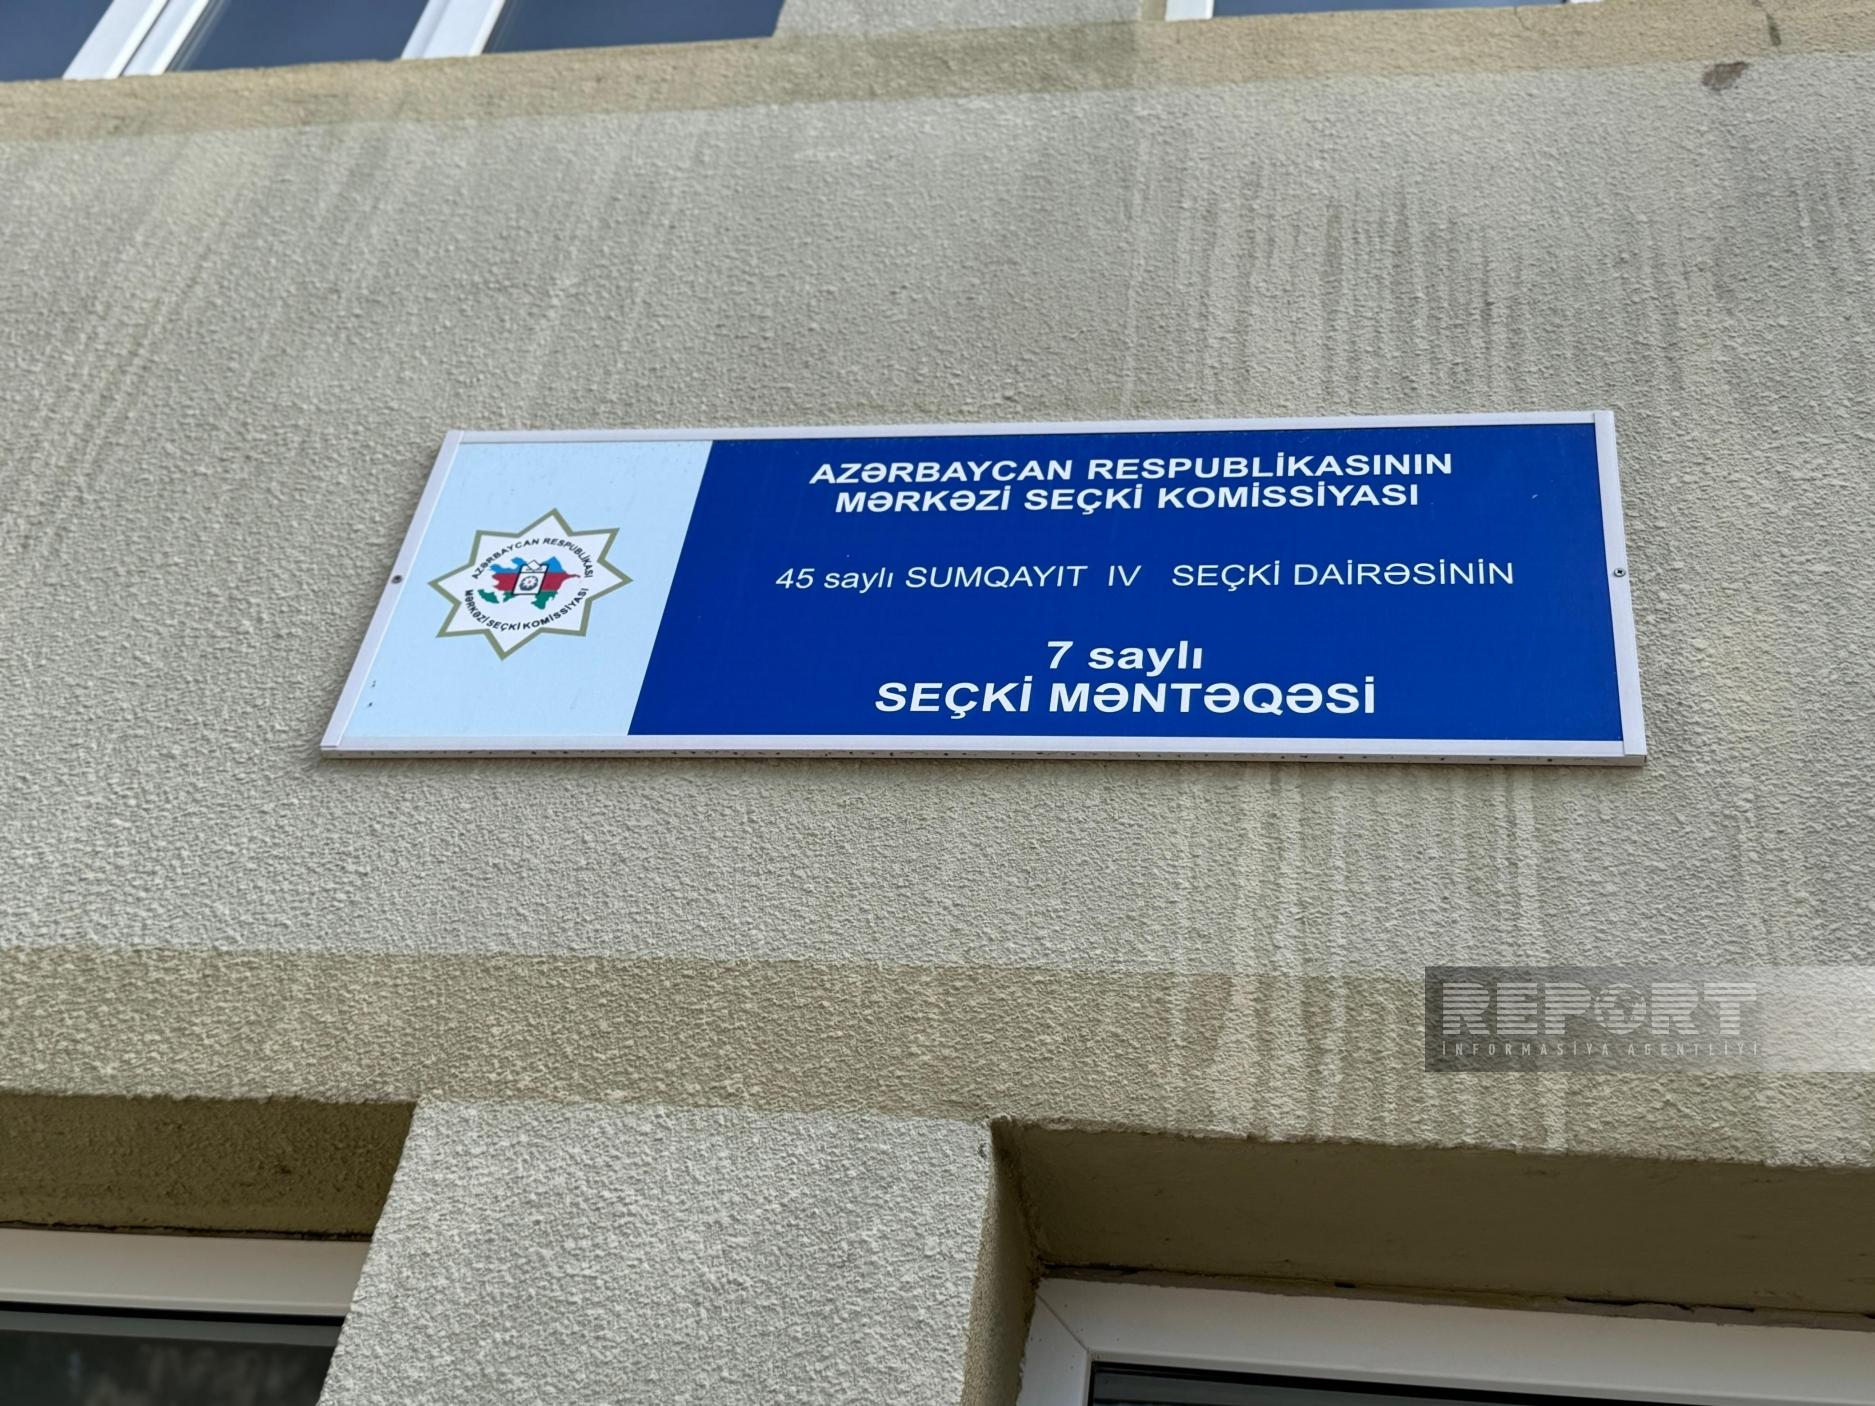 AZƏRBAYCAN RESPUBLİKASININ
MƏRKƏZİ SEÇKİ KOMİSSİYASI
45 saylı SUMQAYIT IV SEÇKİ DAİRƏSİNİN
7 saylı
SEÇKİ MƏNTƏQƏSİ
AZƏRBAYCAN RESPUBLİKASI
MƏRKƏZİ SEÇKİ KOMİSSİYASI
REPORT
İNFORMASİYA AGENTLİYİ